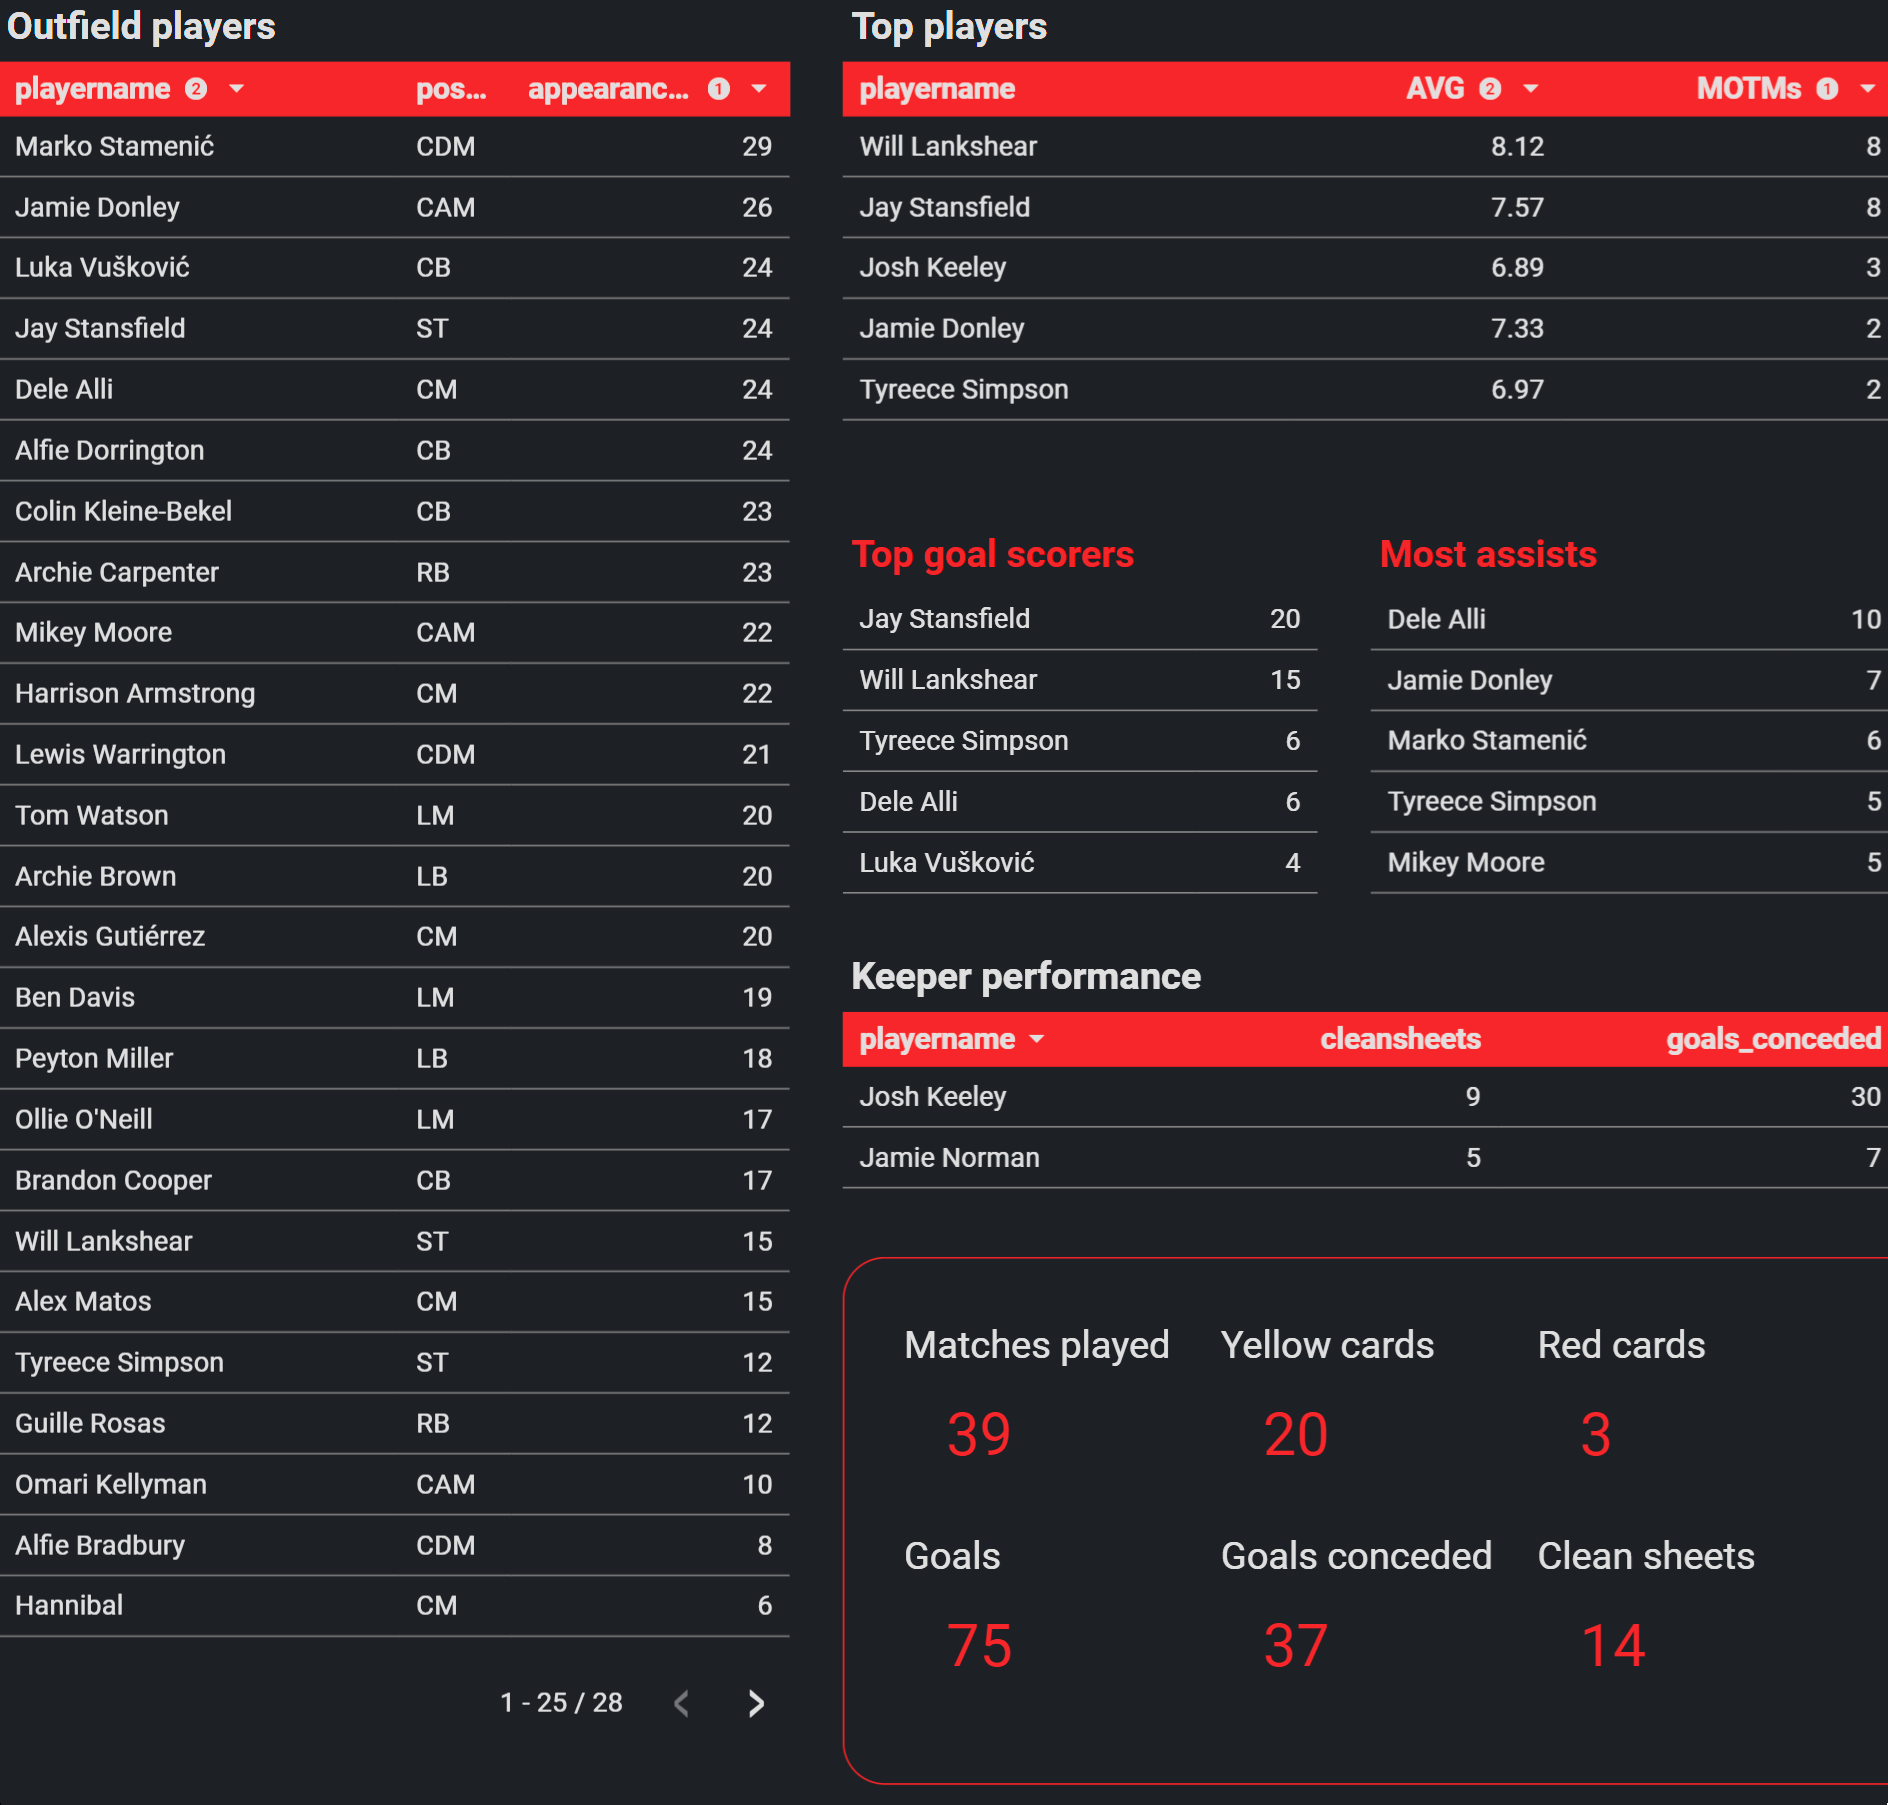 Outfield players
playername 2 pos... appearanc... 1
Marko Stamenić CDM 29
Jamie Donley CAM 26
Luka Vušković CB 24
Jay Stansfield ST 24
Dele Alli CM 24
Alfie Dorrington CB 24
Colin Kleine-Bekel CB 23
Archie Carpenter RB 23
Mikey Moore CAM 22
Harrison Armstrong CM 22
Lewis Warrington CDM 21
Tom Watson LM 20
Archie Brown LB 20
Alexis Gutiérrez CM 20
Ben Davis LM 19
Peyton Miller LB 18
Ollie O'Neill LM 17
Brandon Cooper CB 17
Will Lankshear ST 15
Alex Matos CM 15
Tyreece Simpson ST 12
Guille Rosas RB 12
Omari Kellyman CAM 10
Alfie Bradbury CDM 8
Hannibal CM 6
1 - 25 / 28
Top players
playername AVG 2 MOTMs 1
Will Lankshear 8.12 8
Jay Stansfield 7.57 8
Josh Keeley 6.89 3
Jamie Donley 7.33 2
Tyreece Simpson 6.97 2
Top goal scorers
Jay Stansfield 20
Will Lankshear 15
Tyreece Simpson 6
Dele Alli 6
Luka Vušković 4
Most assists
Dele Alli 10
Jamie Donley 7
Marko Stamenić 6
Tyreece Simpson 5
Mikey Moore 5
Keeper performance
playername cleansheets goals_conceded
Josh Keeley 9 30
Jamie Norman 5 7
Matches played Yellow cards Red cards
39 20 3
Goals Goals conceded Clean sheets
75 37 14